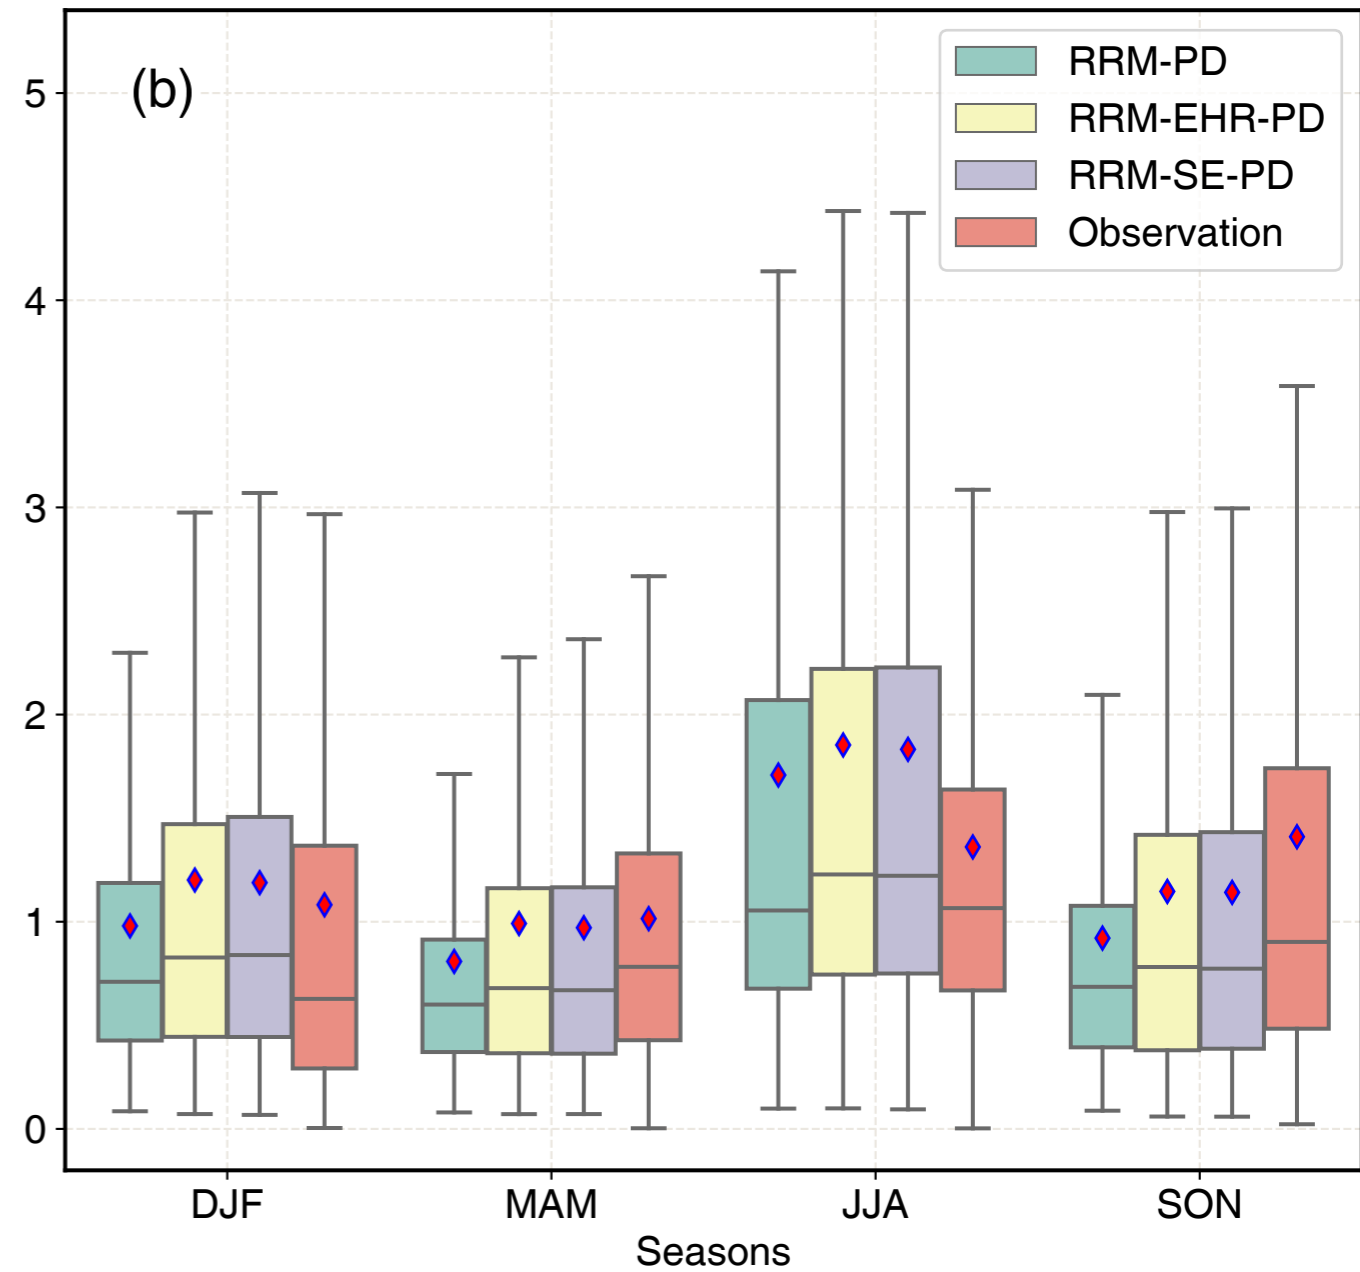 (b)
RRM-PD
RRM-EHR-PD
RRM-SE-PD
Observation
5
4
3
2
1
0
DJF MAM JJA SON
Seasons